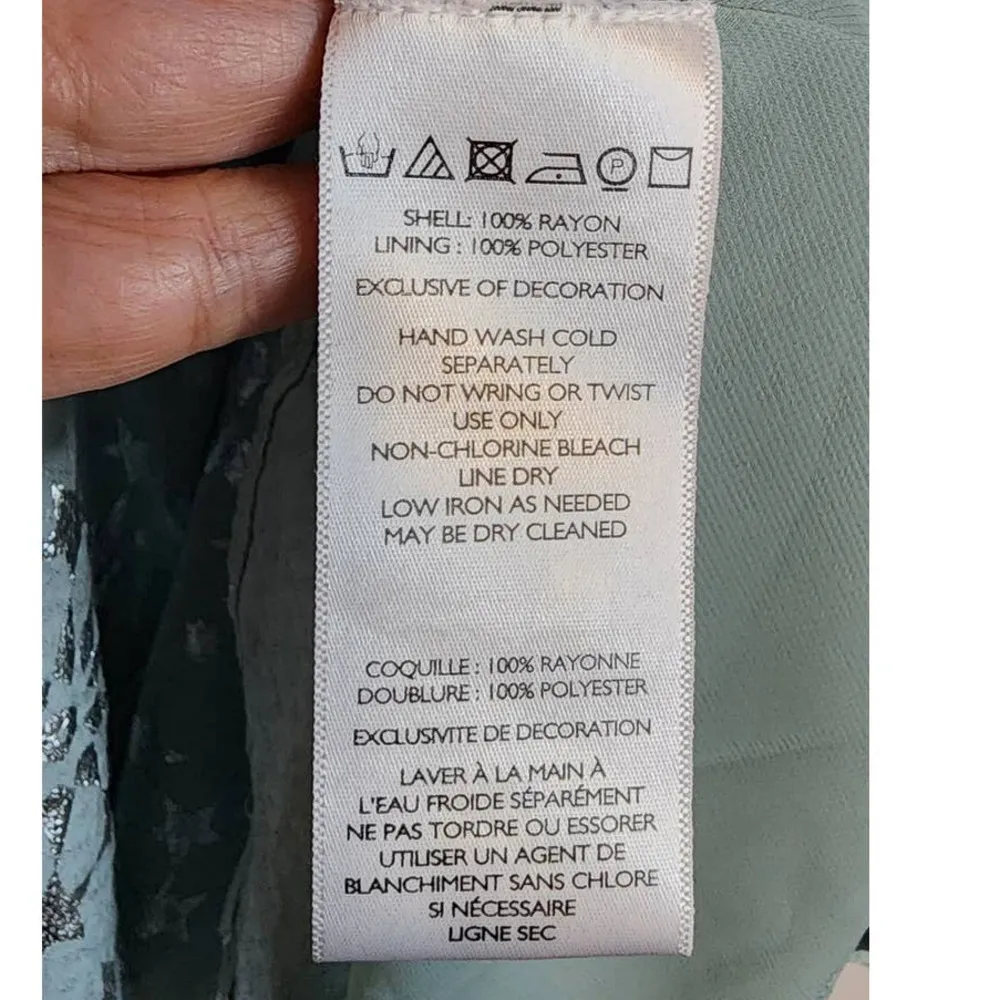 P
SHELL: 100% RAYON
LINING : 100% POLYESTER
EXCLUSIVE OF DECORATION
HAND WASH COLD
SEPARATELY
DO NOT WRING OR TWIST
USE ONLY
NON-CHLORINE BLEACH
LINE DRY
LOW IRON AS NEEDED
MAY BE DRY CLEANED
COQUILLE : 100% RAYONNE
DOUBLURE : 100% POLYESTER
EXCLUSIVITE DE DECORATION
LAVER À LA MAIN À
L'EAU FROIDE SÉPARÉMENT
NE PAS TORDRE OU ESSORER
UTILISER UN AGENT DE
BLANCHIMENT SANS CHLORE
SI NÉCESSAIRE
LIGNE SEC